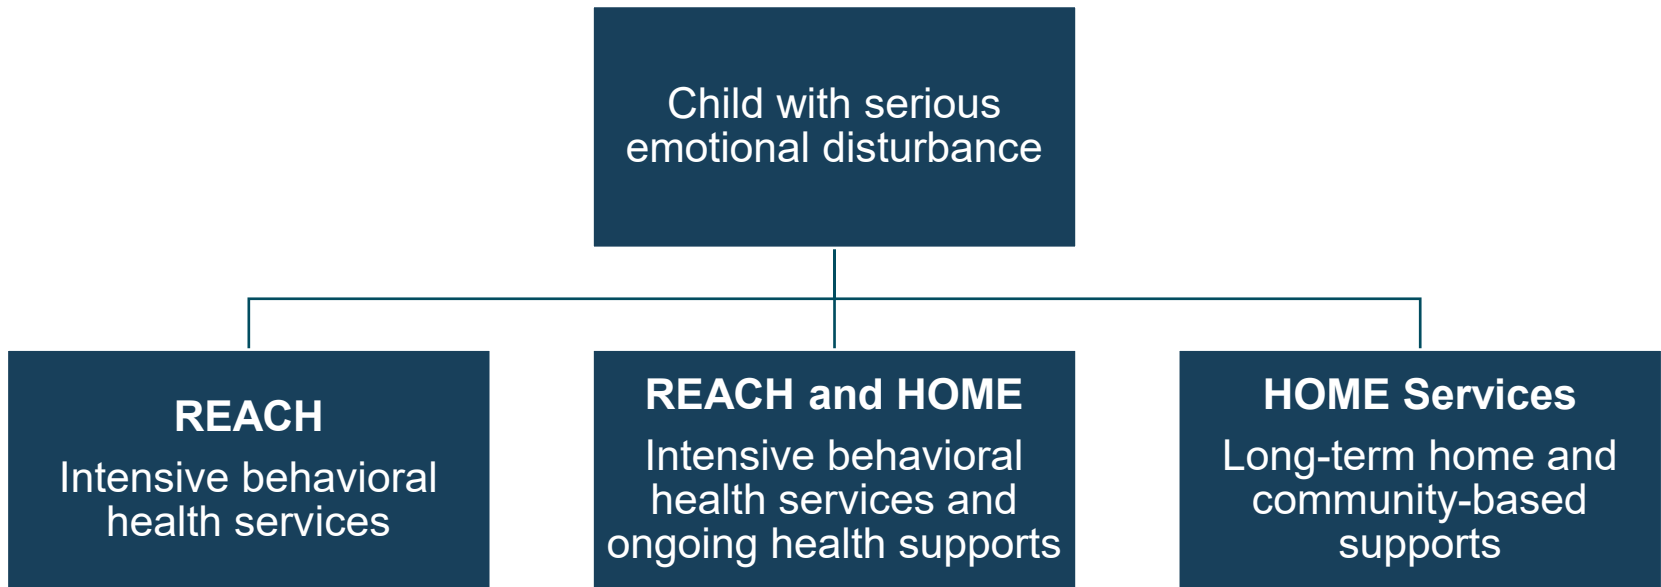 Child with serious
emotional disturbance
REACH
Intensive behavioral
health services
REACH and HOME
Intensive behavioral
health services and
ongoing health supports
HOME Services
Long-term home and
community-based
supports